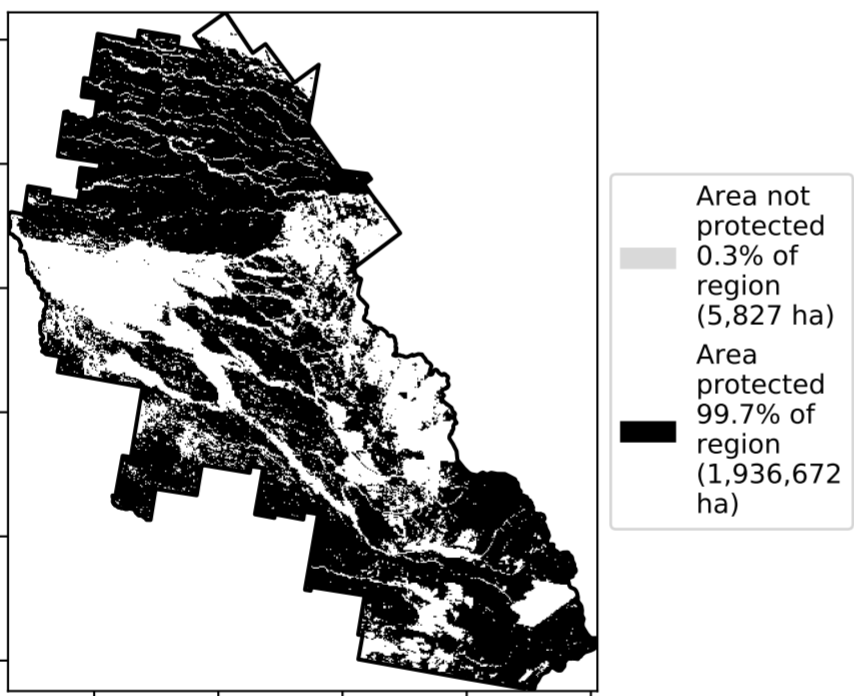 Area not
protected
0.3% of
region
(5,827 ha)
Area
protected
99.7% of
region
(1,936,672
ha)